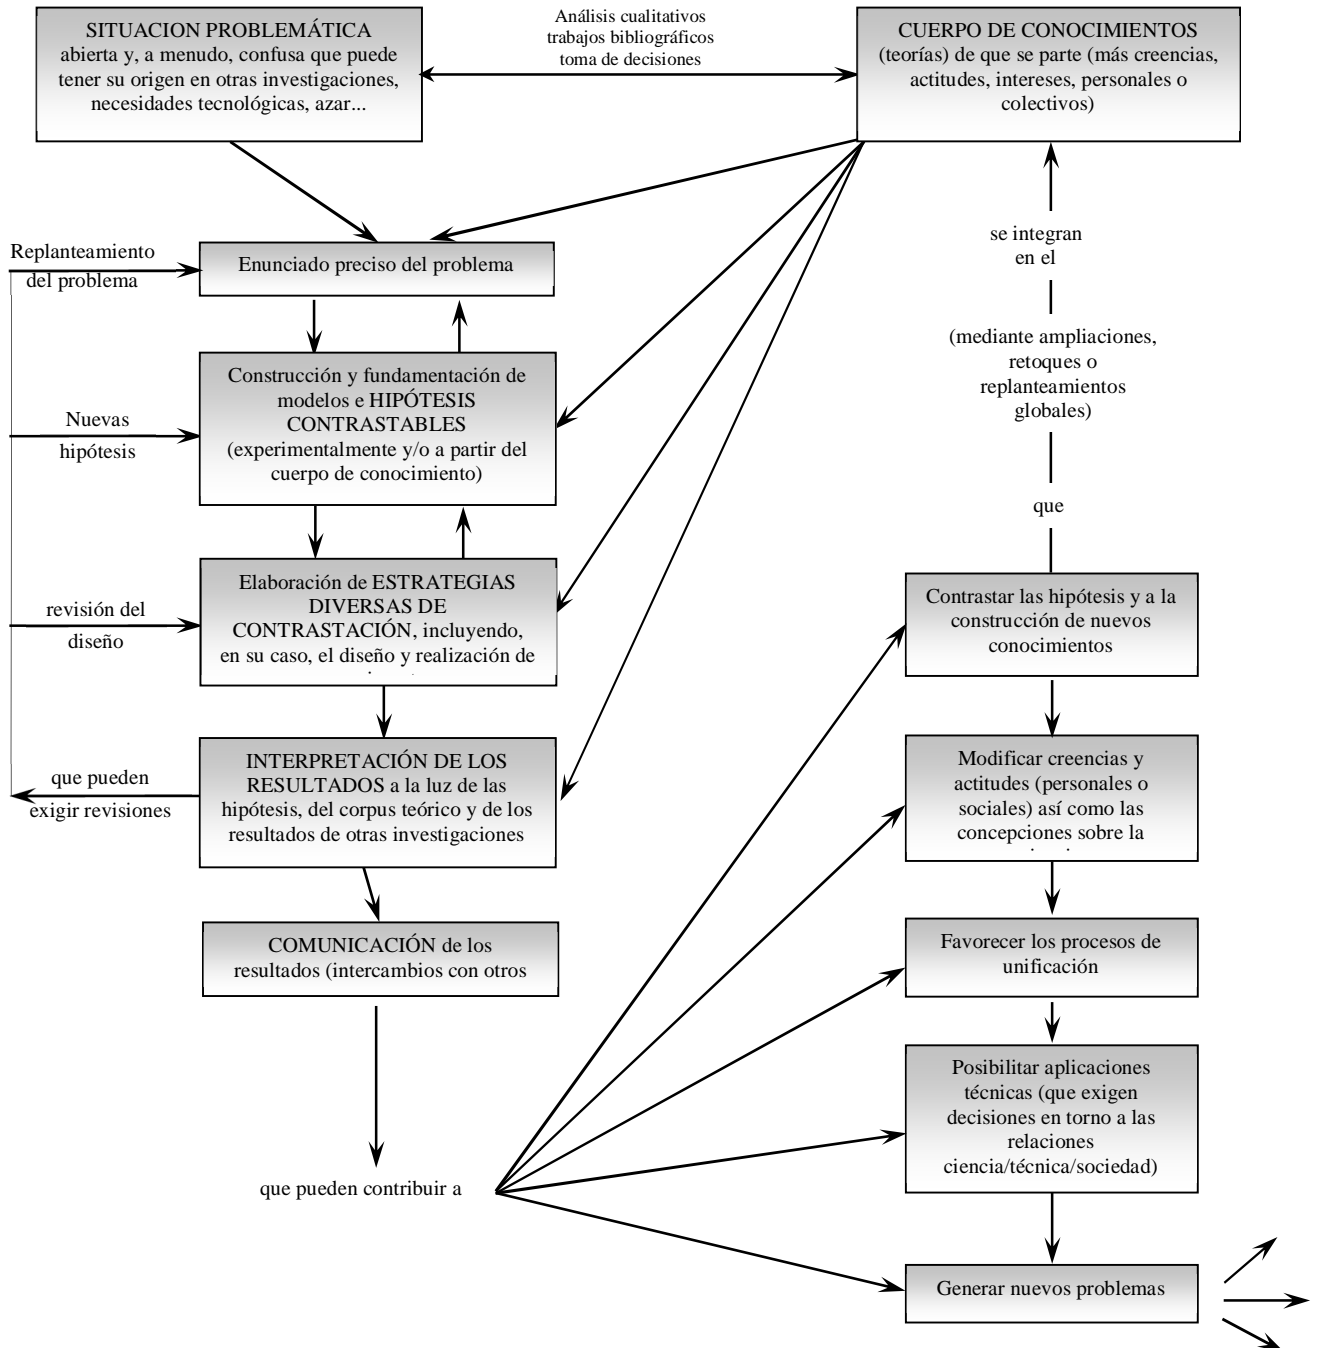 SITUACION PROBLEMÁTICA
abierta y, a menudo, confusa que puede
tener su origen en otras investigaciones,
necesidades tecnológicas, azar...
Análisis cualitativos
trabajos bibliográficos
toma de decisiones
CUERPO DE CONOCIMIENTOS
(teorías) de que se parte (más creencias,
actitudes, intereses, personales o
colectivos)
Replanteamiento
del problema
Enunciado preciso del problema
se integran
en el
(mediante ampliaciones,
retoques o
replanteamientos
globales)
que
Nuevas
hipótesis
Construcción y fundamentación de
modelos e HIPÓTESIS
CONTRASTABLES
(experimentalmente y/o a partir del
cuerpo de conocimiento)
revisión del
diseño
Elaboración de ESTRATEGIAS
DIVERSAS DE
CONTRASTACIÓN, incluyendo,
en su caso, el diseño y realización de
que pueden
exigir revisiones
INTERPRETACIÓN DE LOS
RESULTADOS a la luz de las
hipótesis, del corpus teórico y de los
resultados de otras investigaciones
COMUNICACIÓN de los
resultados (intercambios con otros
que pueden contribuir a
Contrastar las hipótesis y a la
construcción de nuevos
conocimientos
Modificar creencias y
actitudes (personales o
sociales) así como las
concepciones sobre la
Favorecer los procesos de
unificación
Posibilitar aplicaciones
técnicas (que exigen
decisiones en torno a las
relaciones
ciencia/técnica/sociedad)
Generar nuevos problemas